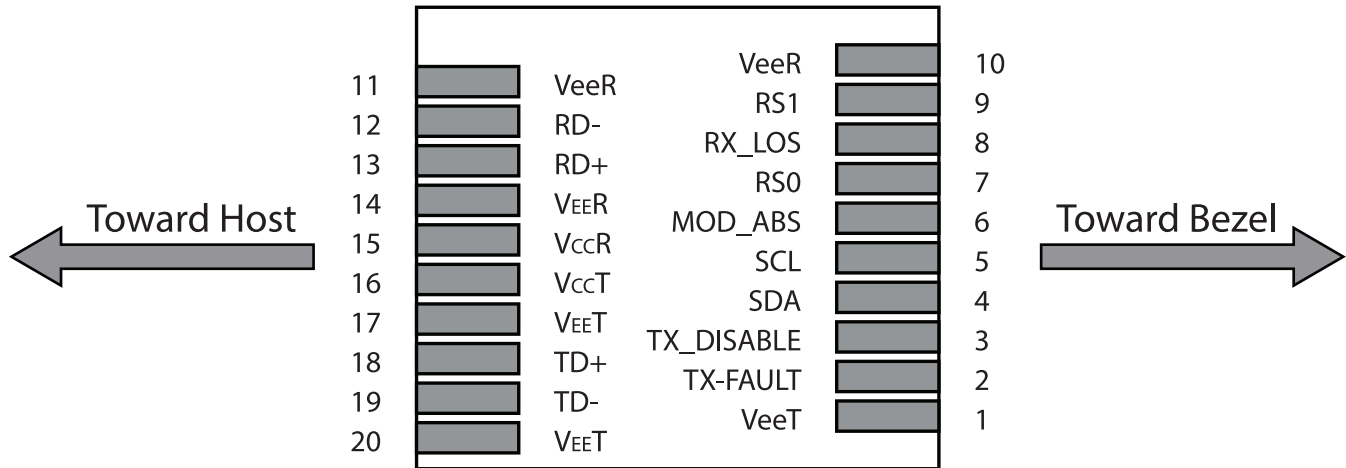 VeeR 10
11 VeeR
RS1 9
12 RD-
RX_LOS 8
13 RD+
RS0 7
14 VEER
MOD_ABS 6
Toward Host
Toward Bezel
15 VCCR
SCL 5
16 VCCT
SDA 4
17 VEET
TX_DISABLE 3
18 TD+
TX-FAULT 2
19 TD-
VeeT 1
20 VEET